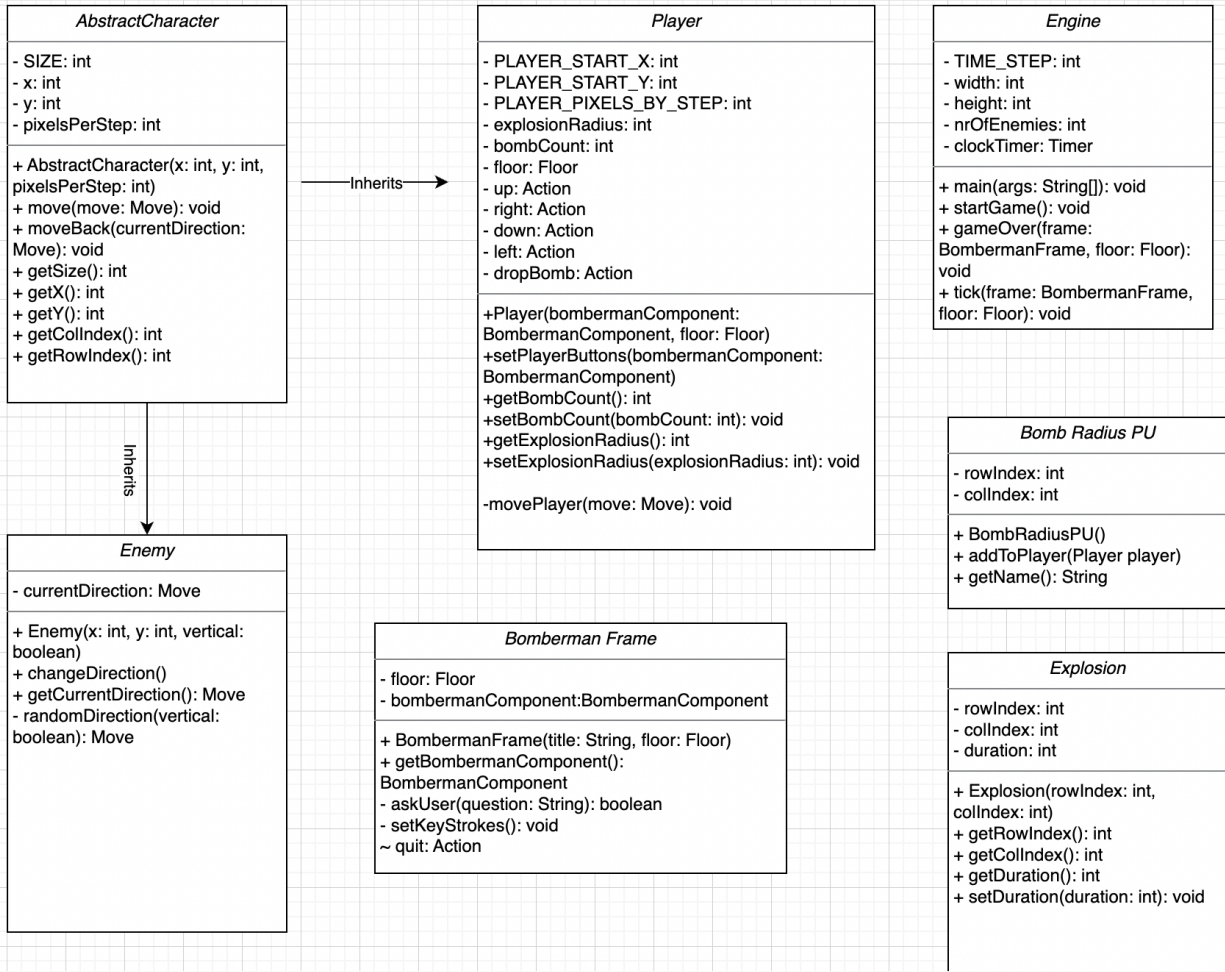 AbstractCharacter
- SIZE: int
- x: int
- y: int
- pixelsPerStep: int
+ AbstractCharacter(x: int, y: int,
pixelsPerStep: int)
+ move(move: Move): void
+ moveBack(currentDirection:
Move): void
+ getSize(): int
+ getX(): int
+ getY(): int
+ getColIndex(): int
+ getRowIndex(): int
Inherits
Inherits
Player
- PLAYER_START_X: int
- PLAYER_START_Y: int
- PLAYER_PIXELS_BY_STEP: int
- explosionRadius: int
- bombCount: int
- floor: Floor
- up: Action
- right: Action
- down: Action
- left: Action
- dropBomb: Action
+Player(bombermanComponent:
BombermanComponent, floor: Floor)
+setPlayerButtons(bombermanComponent:
BombermanComponent)
+getBombCount(): int
+setBombCount(bombCount: int): void
+getExplosionRadius(): int
+setExplosionRadius(explosionRadius: int): void
-movePlayer(move: Move): void
Engine
- TIME_STEP: int
- width: int
- height: int
- nrOfEnemies: int
- clockTimer: Timer
+ main(args: String[]): void
+ startGame(): void
+ gameOver(frame:
BombermanFrame, floor: Floor):
void
+ tick(frame: BombermanFrame,
floor: Floor): void
Enemy
- currentDirection: Move
+ Enemy(x: int, y: int, vertical:
boolean)
+ changeDirection()
+ getCurrentDirection(): Move
- randomDirection(vertical:
boolean): Move
Bomberman Frame
- floor: Floor
- bombermanComponent:BombermanComponent
+ BombermanFrame(title: String, floor: Floor)
+ getBombermanComponent():
BombermanComponent
- askUser(question: String): boolean
- setKeyStrokes(): void
~ quit: Action
Bomb Radius PU
- rowIndex: int
- colIndex: int
+ BombRadiusPU()
+ addToPlayer(Player player)
+ getName(): String
Explosion
- rowIndex: int
- colIndex: int
- duration: int
+ Explosion(rowIndex: int,
colIndex: int)
+ getRowIndex(): int
+ getColIndex(): int
+ getDuration(): int
+ setDuration(duration: int): void